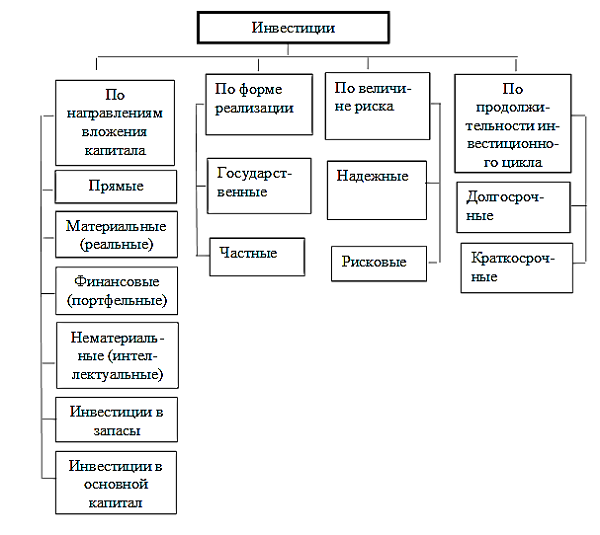 Инвестиции
По
направлениям
вложения
капитала
Прямые
Материальные
(реальные)
Финансовые
(портфельные)
Нематериаль-
ные (интел-
лектуальные)
Инвестиции в
запасы
Инвестиции в
основной
капитал
По форме
реализации
Государст-
венные
Частные
По величи-
не риска
Надежные
Рисковые
По
продолжи-
тельности ин-
вестиционно-
го цикла
Долгосроч-
ные
Краткосроч-
ные